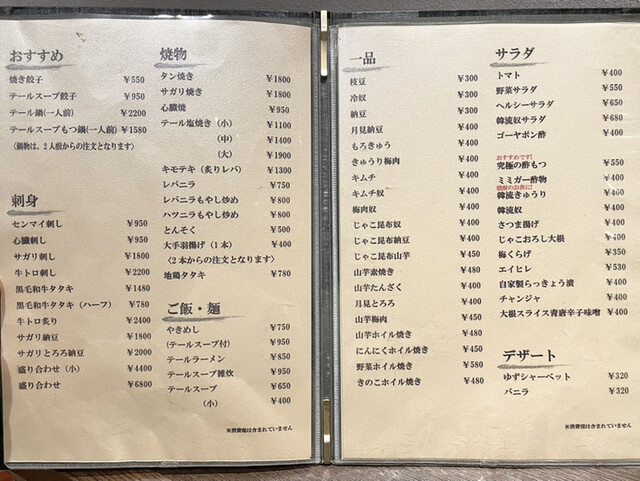 おすすめ
焼き餃子 ¥550
テールスープ餃子 ¥950
テール鍋(一人前) ¥2200
テールスープもつ鍋(一人前) ¥1580
(鍋物は、2人前からの注文となります)
刺身
センマイ刺し ¥950
心臓刺し ¥950
サガリ刺し ¥1800
牛トロ刺し ¥2200
黒毛和牛タタキ ¥1480
黒毛和牛タタキ(ハーフ) ¥780
牛トロ炙り ¥2400
サガリ納豆 ¥1800
サガリとろろ納豆 ¥2000
盛り合わせ(小) ¥4400
盛り合わせ ¥6800
焼物
タン焼き ¥1800
サガリ焼き ¥1800
心臓焼 ¥950
テール塩焼き(小) ¥1100
(中) ¥1400
(大) ¥1900
キモテキ(炙りレバ) ¥1300
レバニラ ¥750
レバニラもやし炒め ¥800
ハツニラもやし炒め ¥800
とんそく ¥500
大手羽揚げ(1本) ¥400
〈2本からの注文となります〉
地鶏タタキ ¥780
ご飯・麺
やきめし ¥750
(テールスープ付) ¥950
テールラーメン ¥850
テールスープ雑炊 ¥950
テールスープ ¥650
(小) ¥400
※消費税は含まれていません
一品
枝豆 ¥300
冷奴 ¥300
納豆 ¥300
月見納豆 ¥400
もろきゅう ¥400
きゅうり梅肉 ¥400
キムチ ¥400
キムチ奴 ¥400
梅肉奴 ¥400
じゃこ昆布奴 ¥400
じゃこ昆布納豆 ¥400
じゃこ昆布山芋 ¥450
山芋素焼き ¥380
山芋たんざく ¥400
月見とろろ ¥400
山芋梅肉 ¥450
山芋ホイル焼き ¥480
にんにくホイル焼き ¥450
野菜ホイル焼き ¥580
きのこホイル焼き ¥480
サラダ
トマト ¥400
野菜サラダ ¥550
ヘルシーサラダ ¥650
韓流サラダ ¥680
ゴーヤポン酢 ¥400
おすすめです!
究極の酢もつ ¥550
ミミガー酢物 ¥400
韓流きゅうり ¥400
韓流奴 ¥400
さつま揚げ ¥400
じゃこおろし大根 ¥400
梅くらげ ¥350
エイヒレ ¥530
自家製らっきょう漬 ¥400
チャンジャ ¥400
大根スライス青唐辛子味噌 ¥400
デザート
ゆずシャーベット ¥320
バニラ ¥320
※消費税は含まれていません